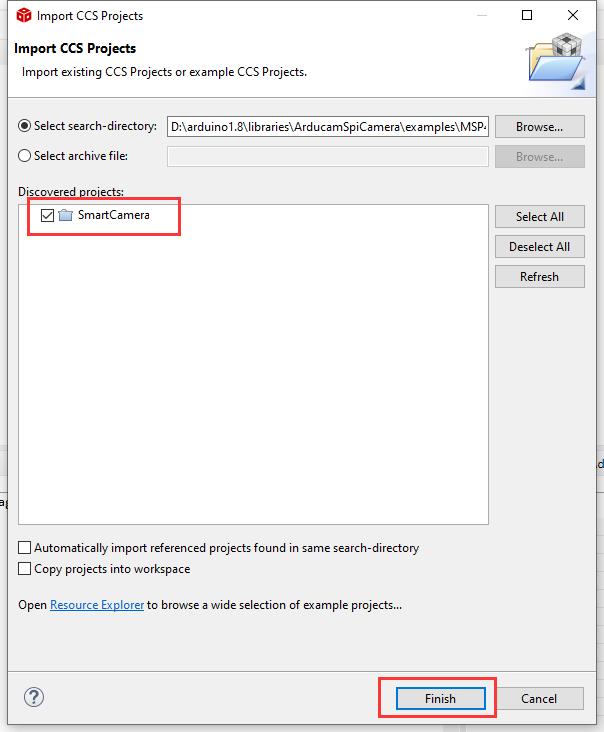 Import CCS Projects
Import CCS Projects
Import existing CCS Projects or example CCS Projects.
Select search-directory: D:\arduino1.8\libraries\ArducamSpiCamera\examples\MSP4 Browse...
Select archive file: Browse...
Discovered projects:
SmartCamera
Select All
Deselect All
Refresh
Automatically import referenced projects found in same search-directory
Copy projects into workspace
Open Resource Explorer to browse a wide selection of example projects...
? Finish Cancel